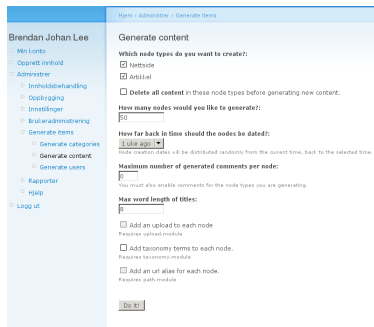 Hjem › Administrer › Generate items
Brendan Johan Lee
Min konto
Opprett innhold
Administrer
Innholdsbehandling
Oppbygging
Innstillinger
Brukeradministrering
Generate items
Generate categories
Generate content
Generate users
Rapporter
Hjelp
Logg ut
Generate content
Which node types do you want to create?:
Nettside
Artikkel
Delete all content in these node types before generating new content.
How many nodes would you like to generate?:
50
How far back in time should the nodes be dated?:
1 uke ago
Node creation dates will be distributed randomly from the current time, back to the selected time.
Maximum number of generated comments per node:
0
You must also enable comments for the node types you are generating.
Max word length of titles:
8
Add an upload to each node
Requires upload.module
Add taxonomy terms to each node.
Requires taxonomy.module
Add an url alias for each node.
Requires path.module
Do it!